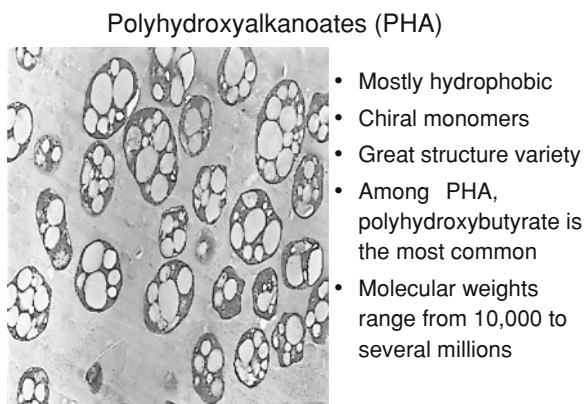 Polyhydroxyalkanoates (PHA)
• Mostly hydrophobic
• Chiral monomers
• Great structure variety
• Among PHA,
polyhydroxybutyrate is
the most common
• Molecular weights
range from 10,000 to
several millions